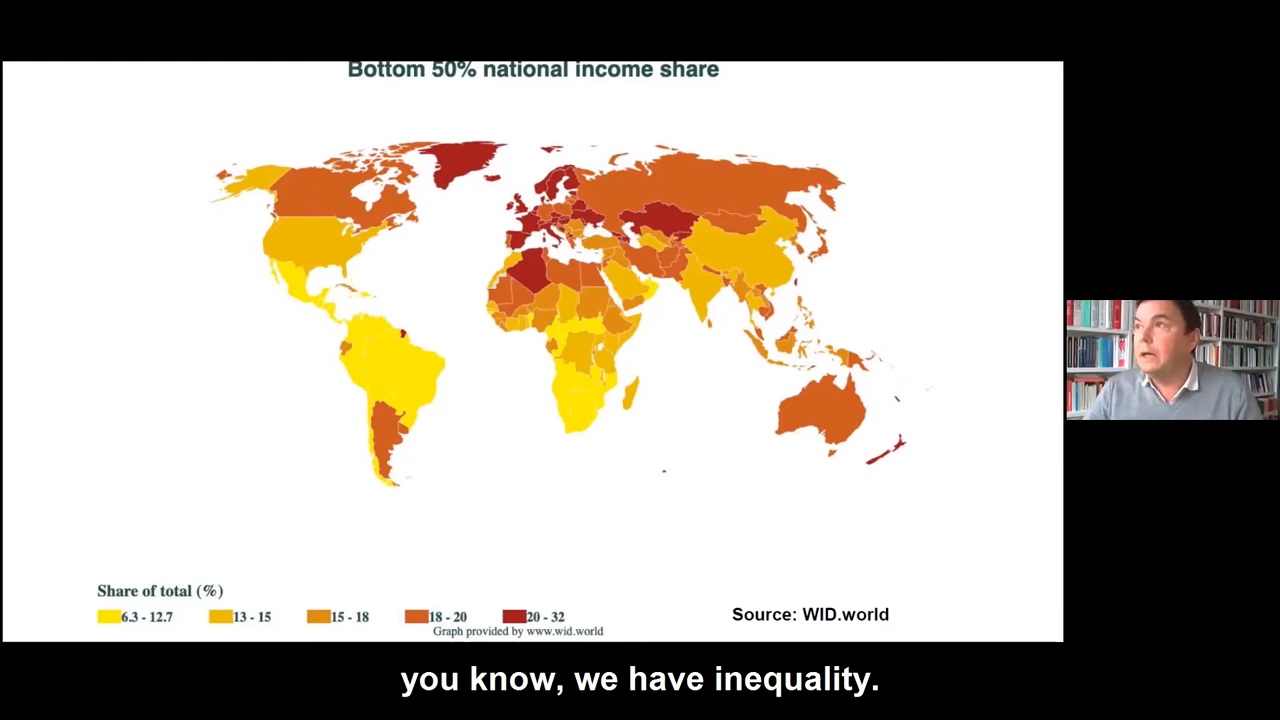 Bottom 50% national income share
Share of total (%)
6.3 - 12.7
13 - 15
15 - 18
18 - 20
20 - 32
Graph provided by www.wid.world
Source: WID.world
you know, we have inequality.